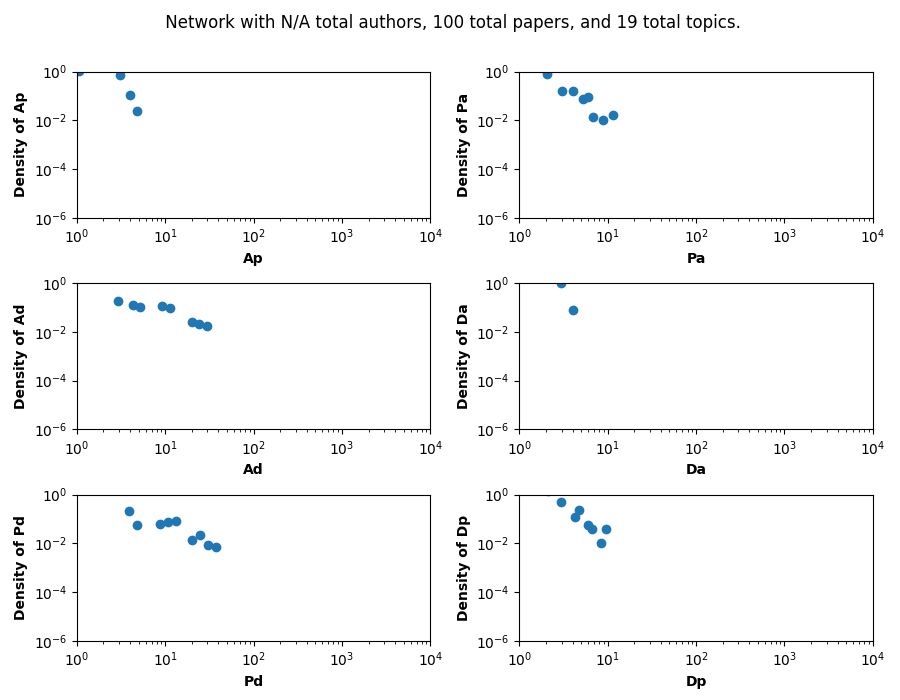 Network with N/A total authors, 100 total papers, and 19 total topics.
Density of Ap
10^0
10^-2
10^-4
10^-6
10^0 10^1 10^2 10^3 10^4
Ap
Density of Pa
10^0
10^-2
10^-4
10^-6
10^0 10^1 10^2 10^3 10^4
Pa
Density of Ad
10^0
10^-2
10^-4
10^-6
10^0 10^1 10^2 10^3 10^4
Ad
Density of Da
10^0
10^-2
10^-4
10^-6
10^0 10^1 10^2 10^3 10^4
Da
Density of Pd
10^0
10^-2
10^-4
10^-6
10^0 10^1 10^2 10^3 10^4
Pd
Density of Dp
10^0
10^-2
10^-4
10^-6
10^0 10^1 10^2 10^3 10^4
Dp